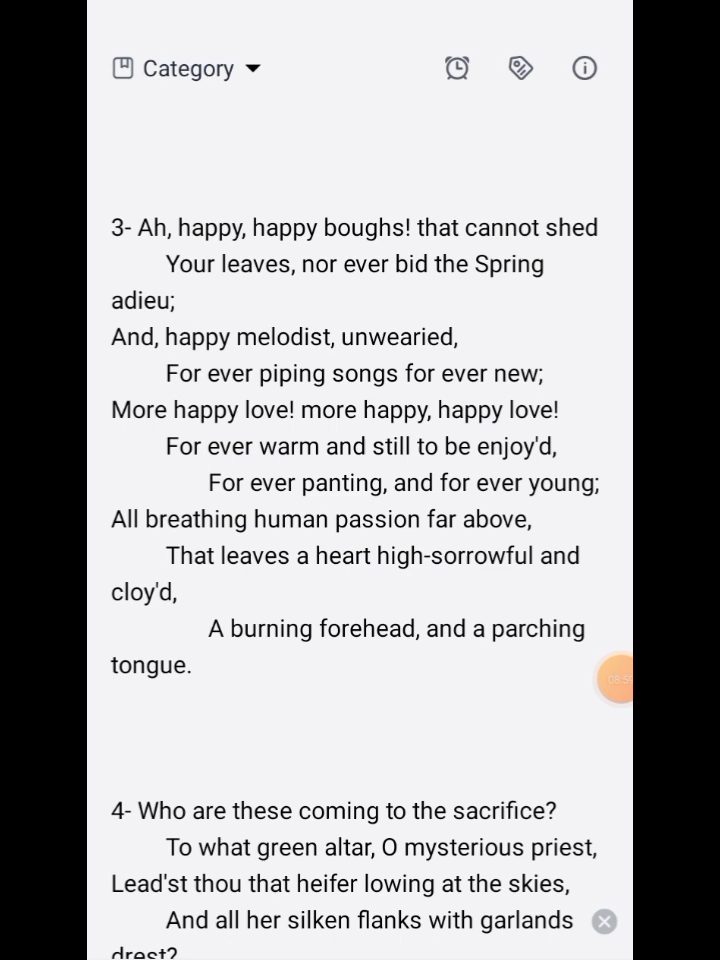 Category
3- Ah, happy, happy boughs! that cannot shed
Your leaves, nor ever bid the Spring
adieu;
And, happy melodist, unwearied,
For ever piping songs for ever new;
More happy love! more happy, happy love!
For ever warm and still to be enjoy'd,
For ever panting, and for ever young;
All breathing human passion far above,
That leaves a heart high-sorrowful and
cloy'd,
A burning forehead, and a parching
tongue.
4- Who are these coming to the sacrifice?
To what green altar, O mysterious priest,
Lead'st thou that heifer lowing at the skies,
And all her silken flanks with garlands
drest?